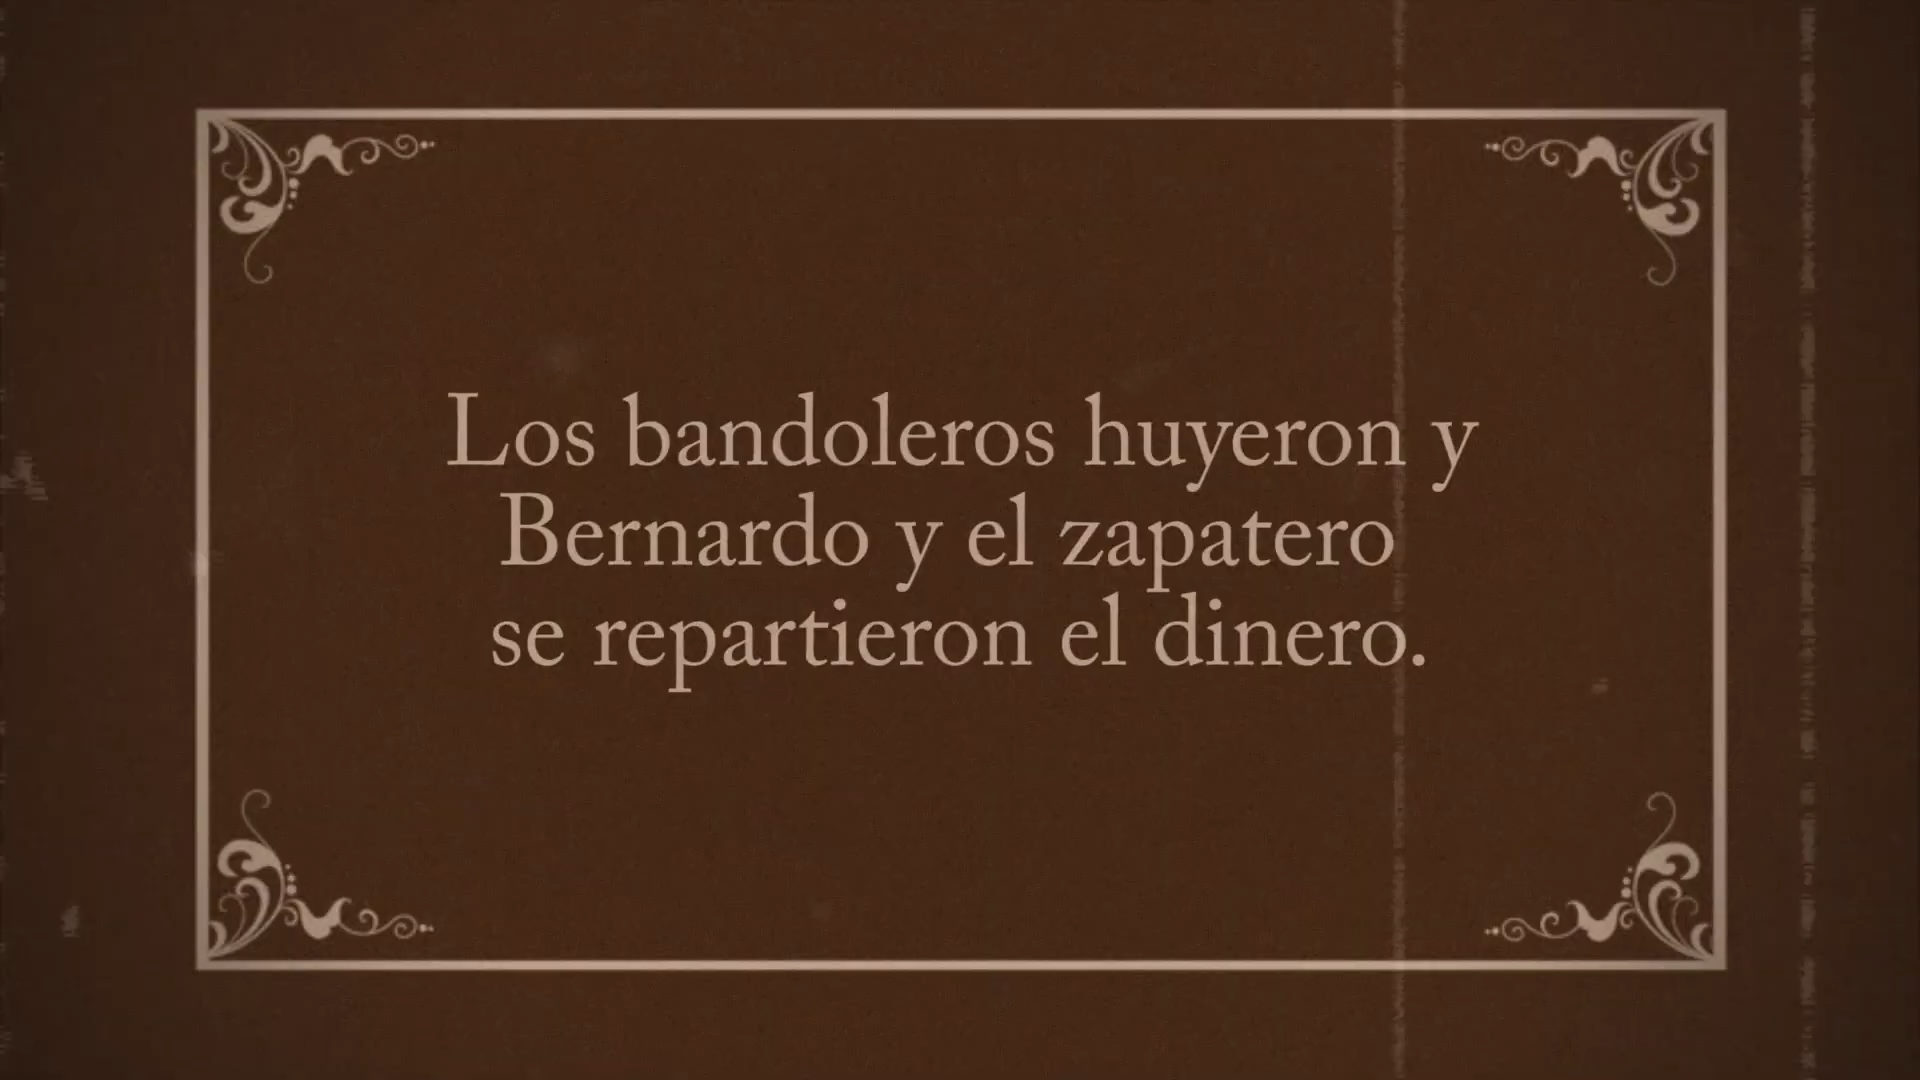 Los bandoleros huyeron y
Bernardo y el zapatero
se repartieron el dinero.